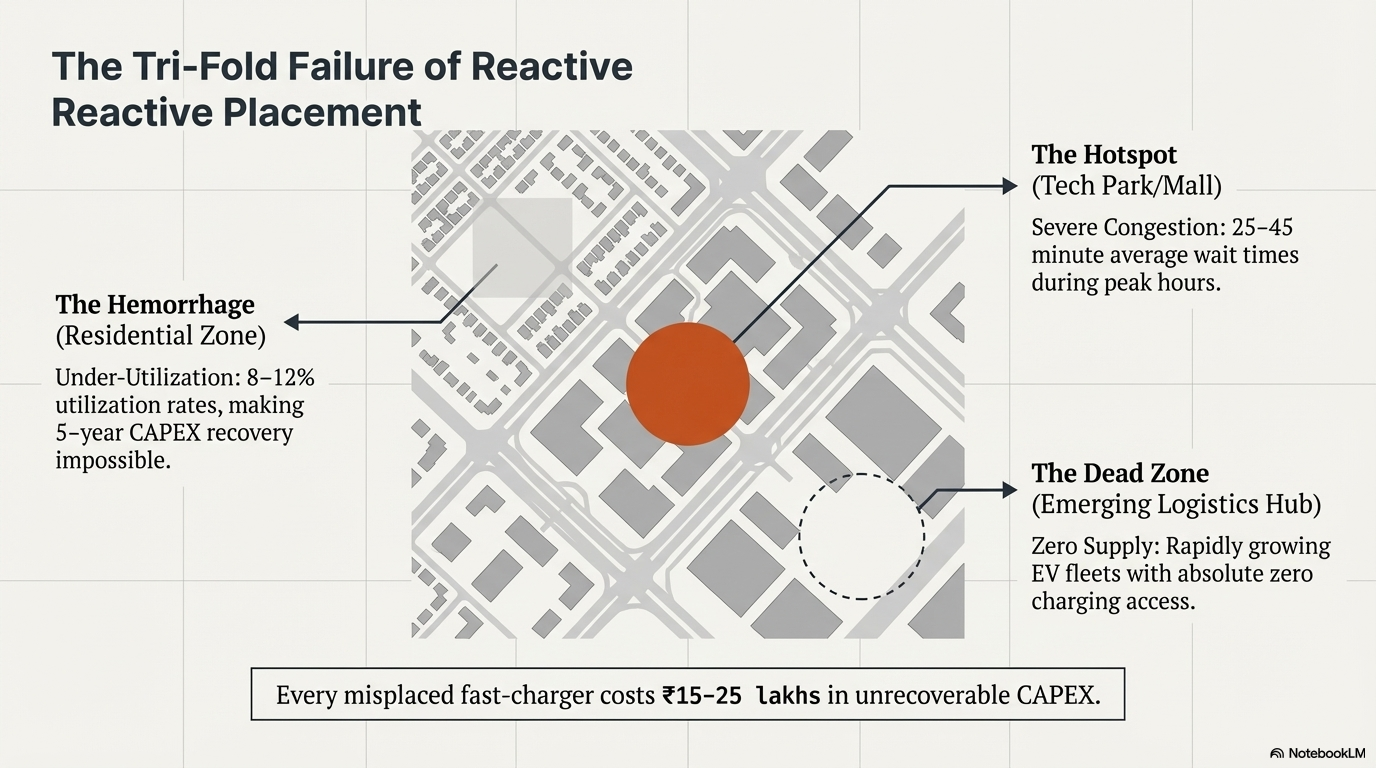 The Tri-Fold Failure of Reactive
Reactive Placement
The Hotspot
(Tech Park/Mall)
Severe Congestion: 25–45
minute average wait times
during peak hours.
The Hemorrhage
(Residential Zone)
Under-Utilization: 8–12%
utilization rates, making
5-year CAPEX recovery
impossible.
The Dead Zone
(Emerging Logistics Hub)
Zero Supply: Rapidly growing
EV fleets with absolute zero
charging access.
Every misplaced fast-charger costs ₹15–25 lakhs in unrecoverable CAPEX.
NotebookLM